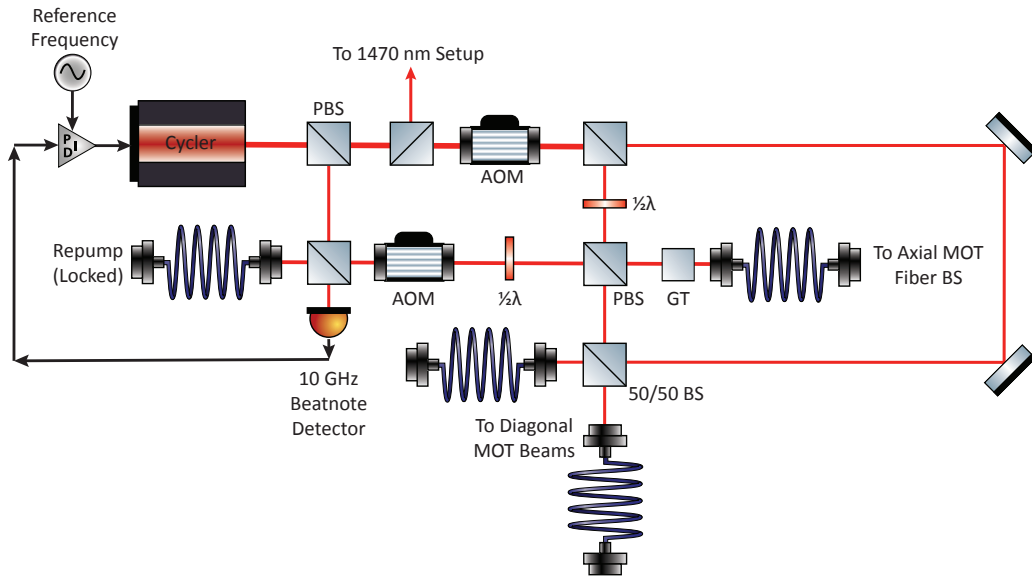 Reference
Frequency
To 1470 nm Setup
PBS
P
I
D
Cycler
AOM
½λ
Repump
(Locked)
AOM
½λ
PBS
GT
To Axial MOT
Fiber BS
10 GHz
Beatnote
Detector
50/50 BS
To Diagonal
MOT Beams